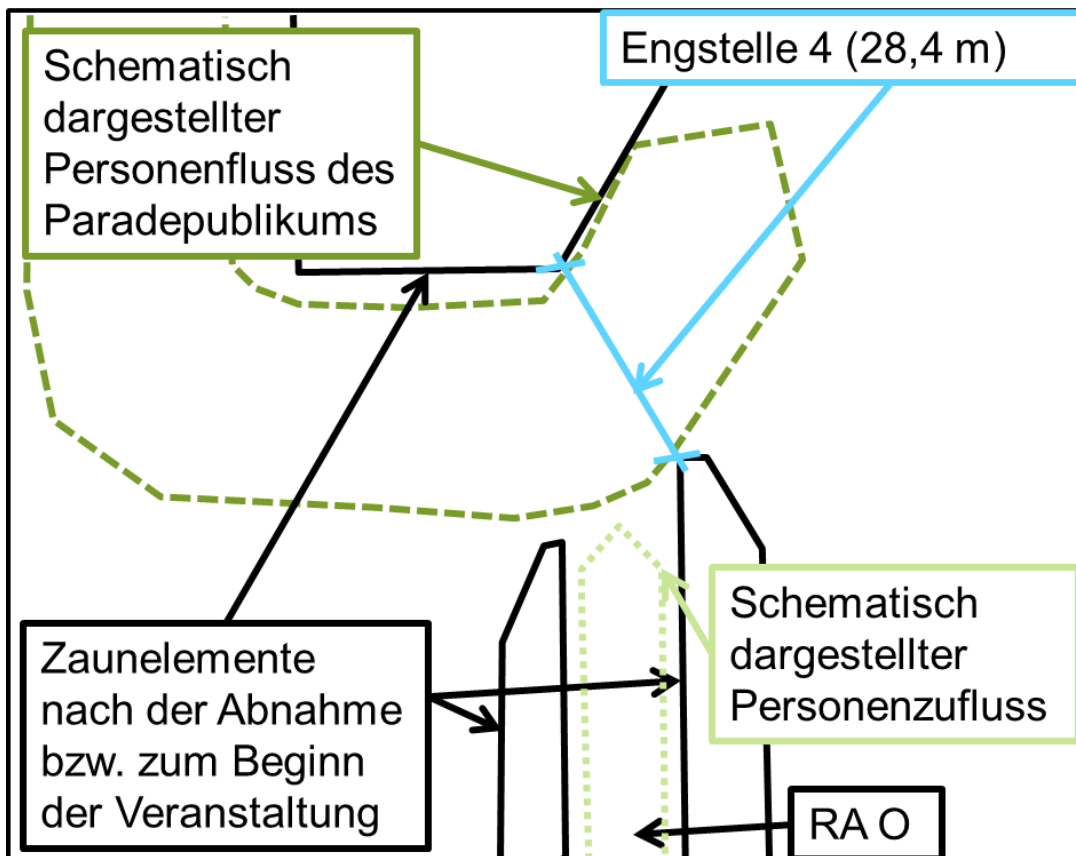 Schematisch
dargestellter
Personenfluss des
Paradepublikums
Engstelle 4 (28,4 m)
Zaunelemente
nach der Abnahme
bzw. zum Beginn
der Veranstaltung
Schematisch
dargestellter
Personenzufluss
RA O